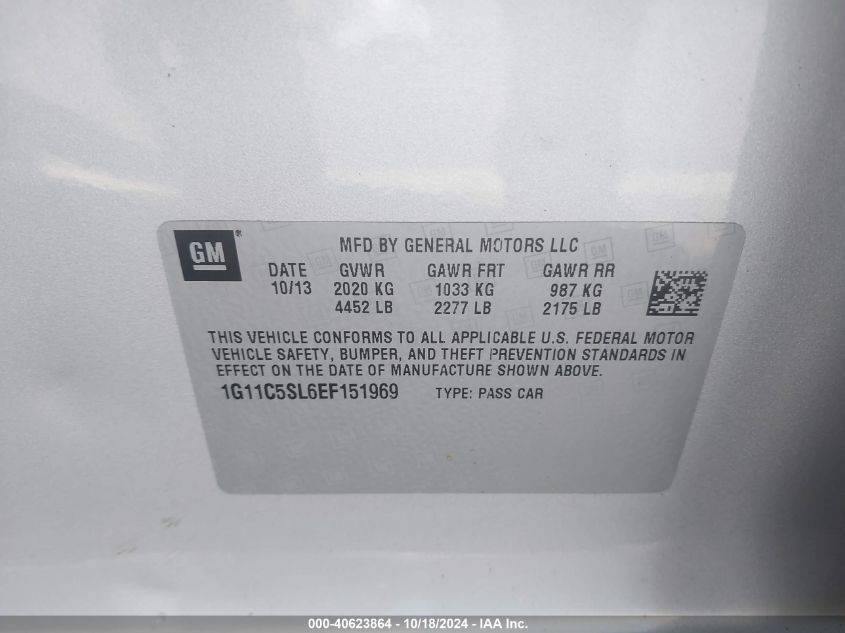 GM
MFD BY GENERAL MOTORS LLC
DATE GVWR GAWR FRT GAWR RR
10/13 2020 KG 1033 KG 987 KG
4452 LB 2277 LB 2175 LB
THIS VEHICLE CONFORMS TO ALL APPLICABLE U.S. FEDERAL MOTOR
VEHICLE SAFETY, BUMPER, AND THEFT PREVENTION STANDARDS IN
EFFECT ON THE DATE OF MANUFACTURE SHOWN ABOVE.
1G11C5SL6EF151969 TYPE: PASS CAR
000-40623864 - 10/18/2024 - IAA Inc.